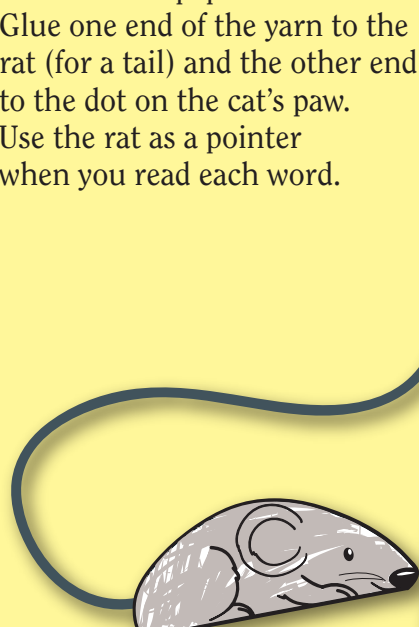 Glue one end of the yarn to the
rat (for a tail) and the other end
to the dot on the cat's paw.
Use the rat as a pointer
when you read each word.